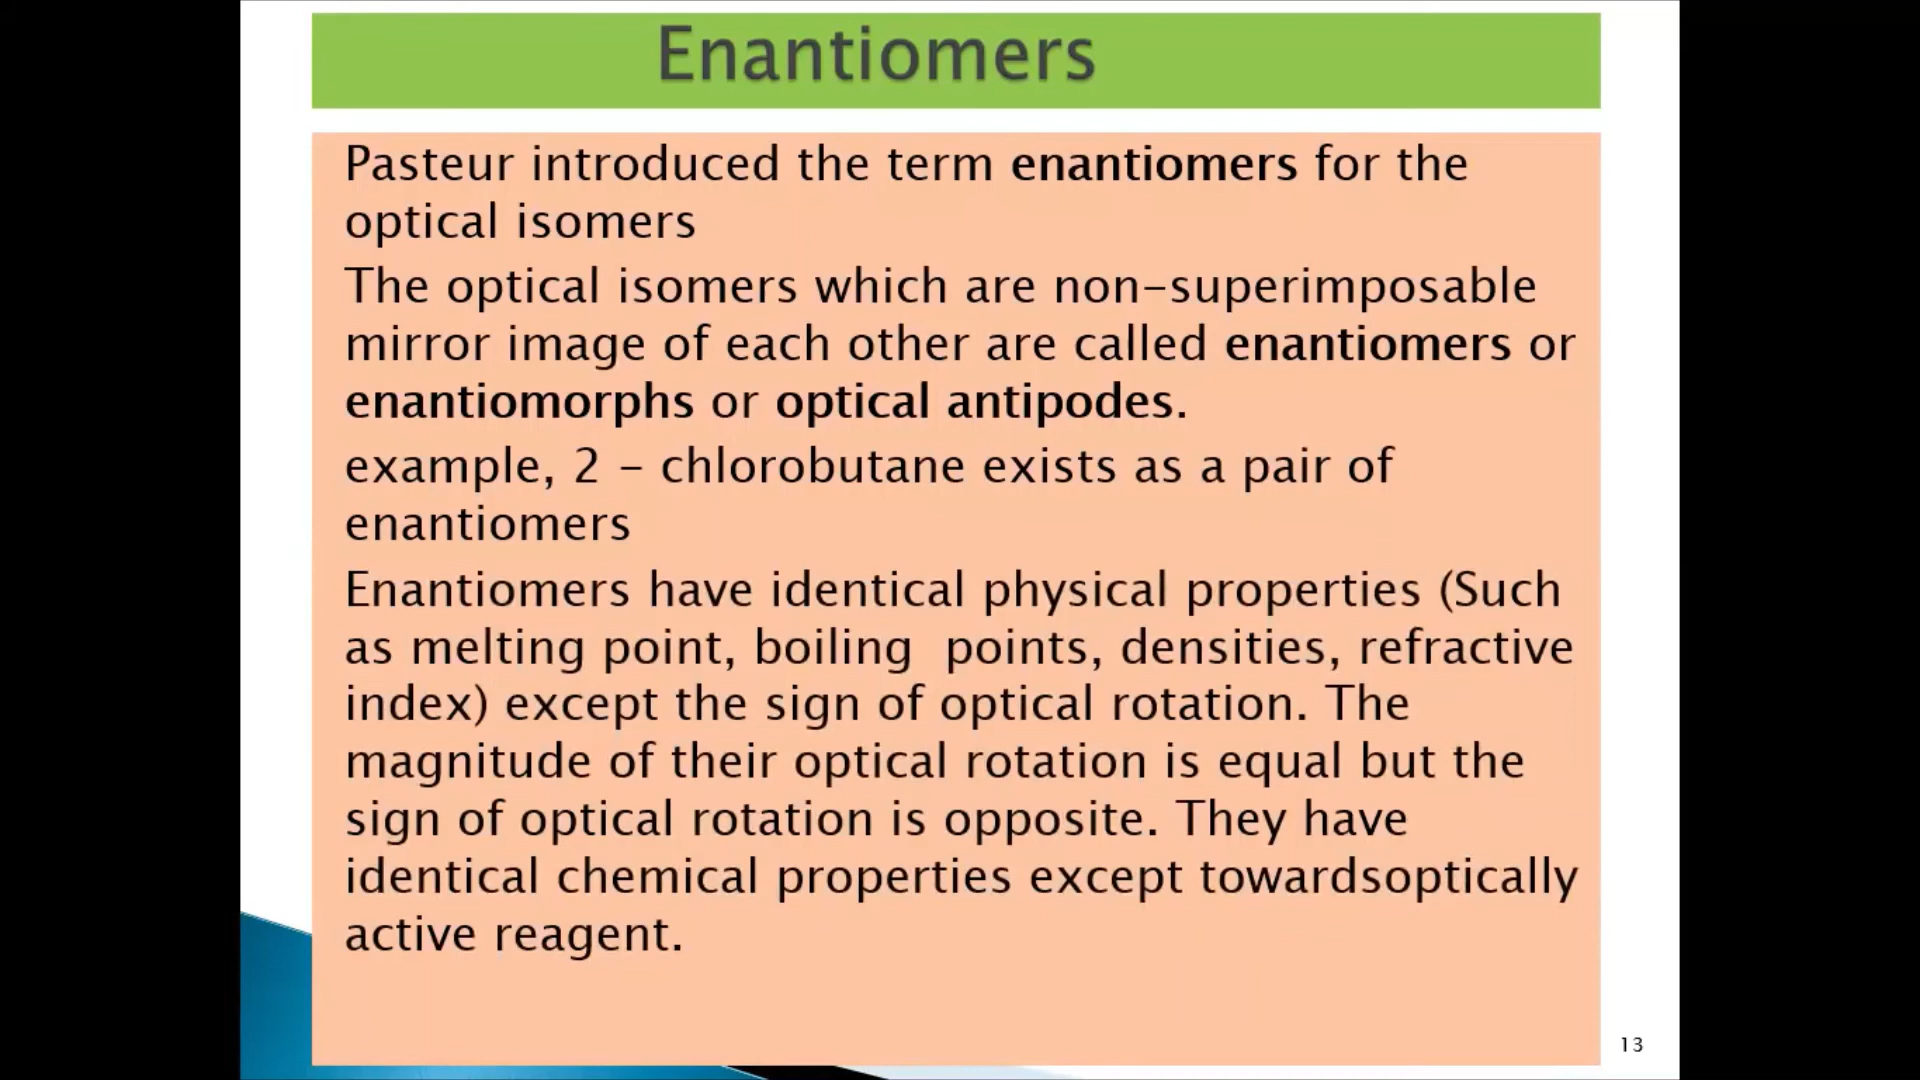 Enantiomers
Pasteur introduced the term enantiomers for the
optical isomers
The optical isomers which are non-superimposable
mirror image of each other are called enantiomers or
enantiomorphs or optical antipodes.
example, 2 – chlorobutane exists as a pair of
enantiomers
Enantiomers have identical physical properties (Such
as melting point, boiling  points, densities, refractive
index) except the sign of optical rotation. The
magnitude of their optical rotation is equal but the
sign of optical rotation is opposite. They have
identical chemical properties except towardsoptically
active reagent.
13